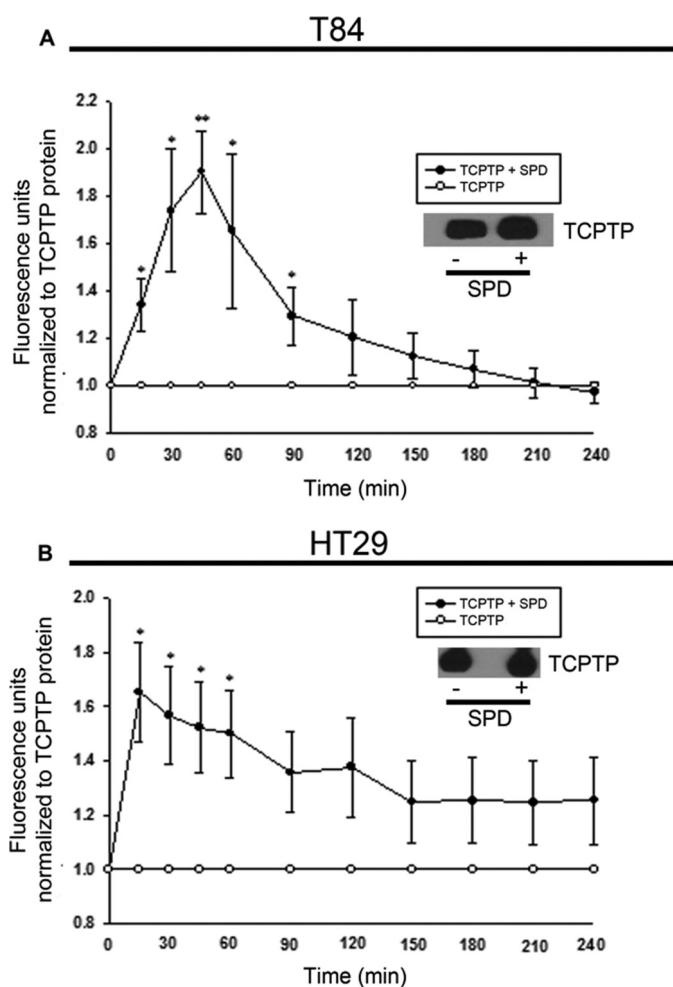 A
T84
Fluorescence units
normalized to TCPTP protein
2.2
2.0
1.8
1.6
1.4
1.2
1.0
0.8
* * ** * *
TCPTP + SPD
TCPTP
TCPTP
- +
SPD
0 30 60 90 120 150 180 210 240
Time (min)
B
HT29
Fluorescence units
normalized to TCPTP protein
2.0
1.8
1.6
1.4
1.2
1.0
0.8
* * * *
TCPTP + SPD
TCPTP
TCPTP
- +
SPD
0 30 60 90 120 150 180 210 240
Time (min)